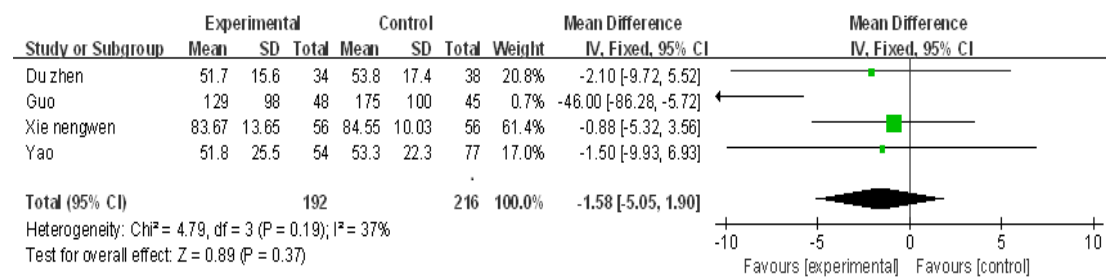 Experimental Control Mean Difference Mean Difference
Study or Subgroup Mean SD Total Mean SD Total Weight IV, Fixed, 95% CI IV, Fixed, 95% CI
Du zhen 51.7 15.6 34 53.8 17.4 38 20.8% -2.10 [-9.72, 5.52]
Guo 129 98 48 175 100 45 0.7% -46.00 [-86.28, -5.72]
Xie nengwen 83.67 13.65 56 84.55 10.03 56 61.4% -0.88 [-5.32, 3.56]
Yao 51.8 25.5 54 53.3 22.3 77 17.0% -1.50 [-9.93, 6.93]
Total (95% CI) 192 216 100.0% -1.58 [-5.05, 1.90]
Heterogeneity: Chi² = 4.79, df = 3 (P = 0.19); I² = 37%
Test for overall effect: Z = 0.89 (P = 0.37)
-10 -5 0 5 10
Favours [experimental] Favours [control]